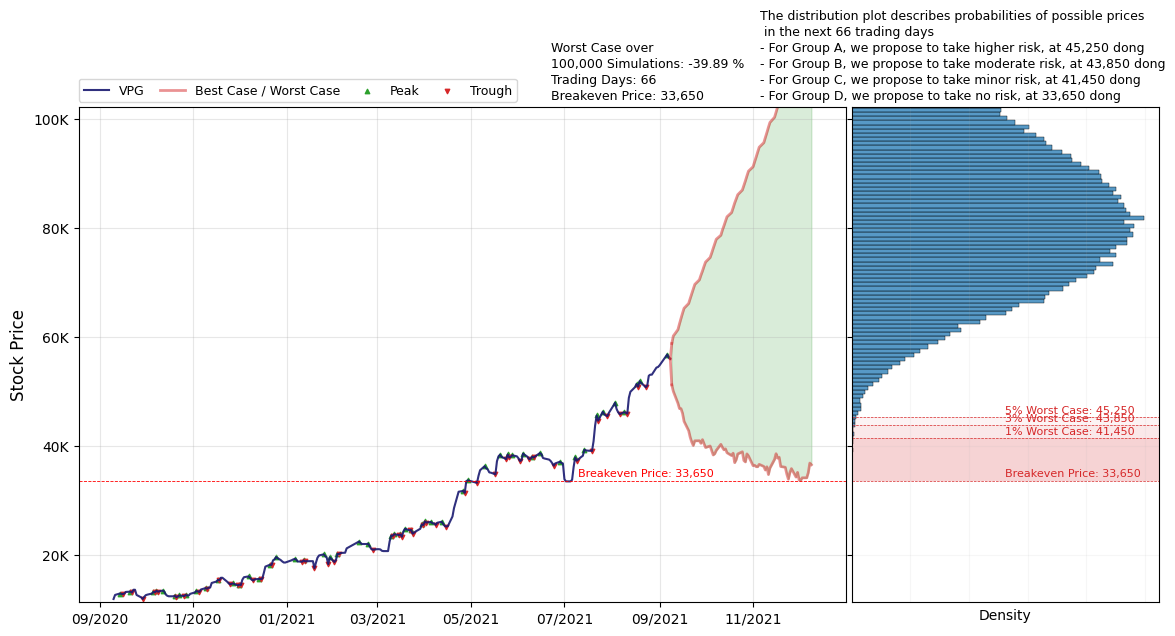 The distribution plot describes probabilities of possible prices
in the next 66 trading days
- For Group A, we propose to take higher risk, at 45,250 dong
- For Group B, we propose to take moderate risk, at 43,850 dong
- For Group C, we propose to take minor risk, at 41,450 dong
- For Group D, we propose to take no risk, at 33,650 dong
Worst Case over
100,000 Simulations: -39.89 %
Trading Days: 66
Breakeven Price: 33,650
VPG
Best Case / Worst Case
Peak
Trough
Stock Price
100K
80K
60K
40K
20K
09/2020
11/2020
01/2021
03/2021
05/2021
07/2021
09/2021
11/2021
Breakeven Price: 33,650
5% Worst Case: 45,250
3% Worst Case: 43,850
1% Worst Case: 41,450
Breakeven Price: 33,650
Density